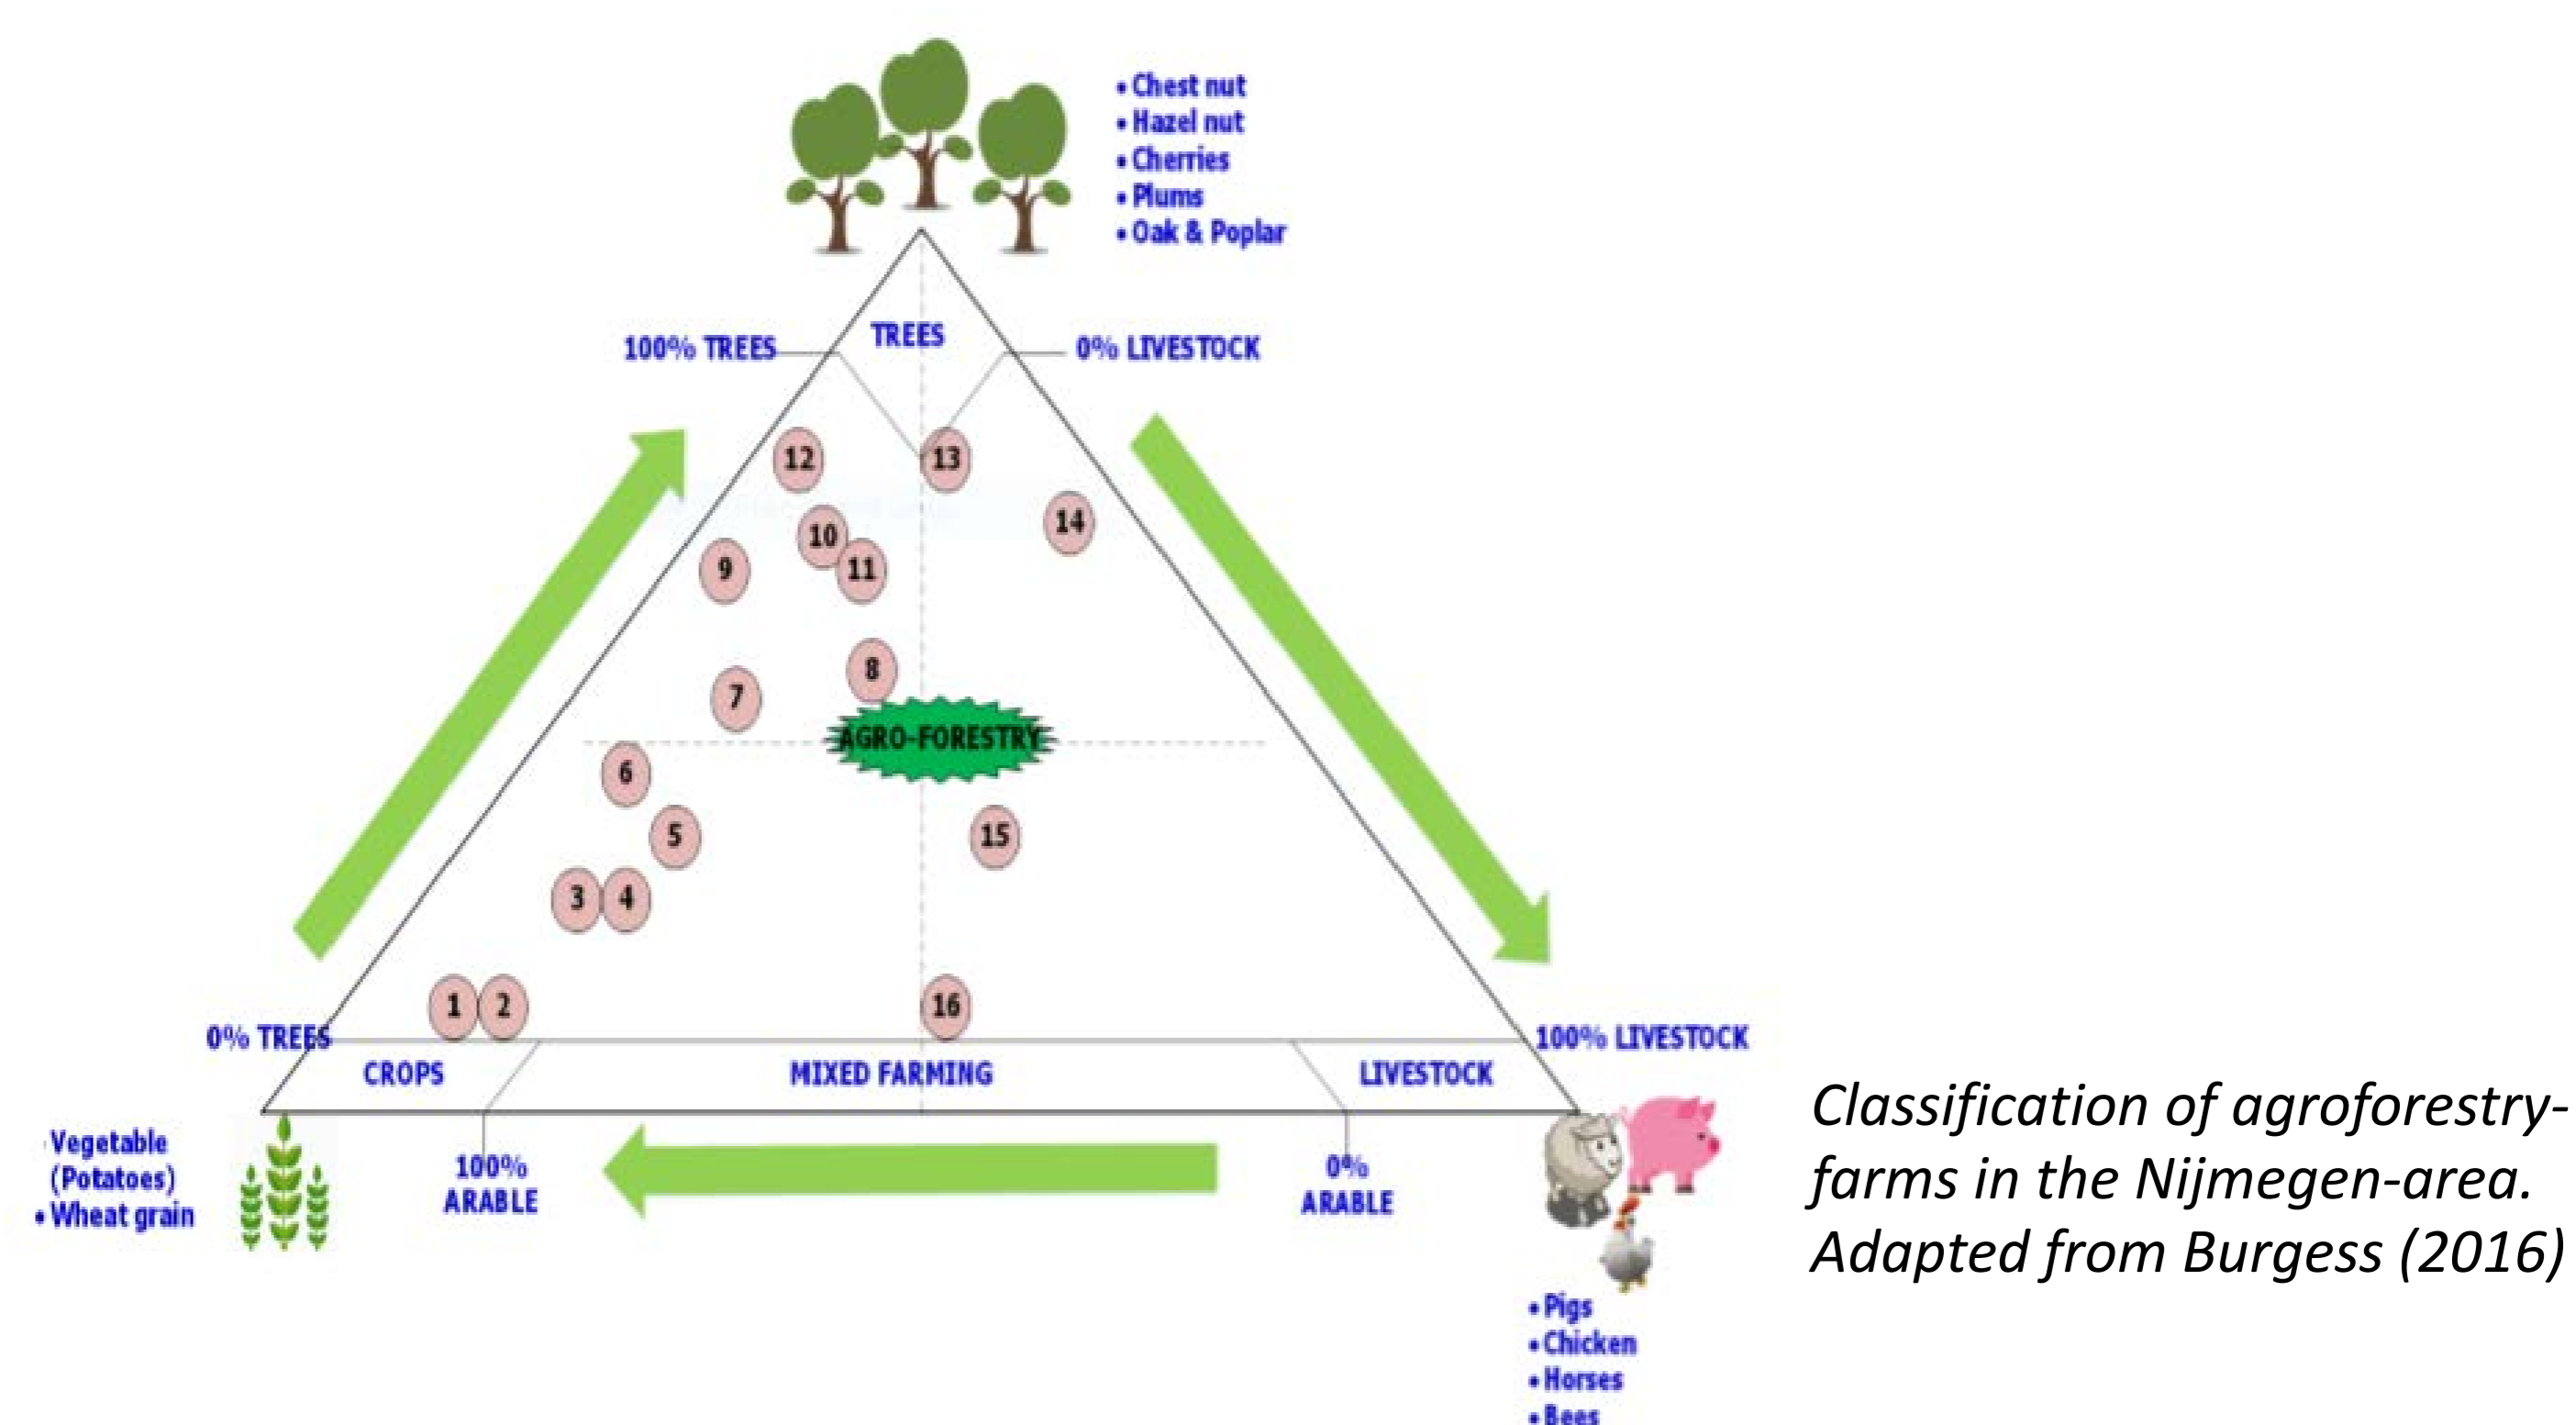 • Chest nut
• Hazel nut
• Cherries
• Plums
• Oak & Poplar
TREES
100% TREES
0% LIVESTOCK
12
13
14
10
9
11
8
7
AGRO-FORESTRY
6
5
15
3
4
1
2
16
0% TREES
100% LIVESTOCK
CROPS
MIXED FARMING
LIVESTOCK
Vegetable
(Potatoes)
• Wheat grain
100%
ARABLE
0%
ARABLE
Classification of agroforestry-
farms in the Nijmegen-area.
Adapted from Burgess (2016)
• Pigs
• Chicken
• Horses
• Bees